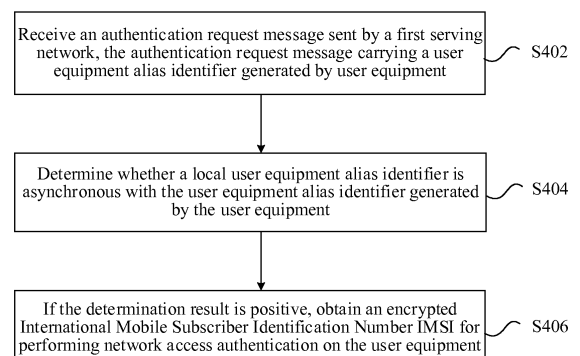 Receive an authentication request message sent by a first serving
network, the authentication request message carrying a user
equipment alias identifier generated by user equipment
S402
Determine whether a local user equipment alias identifier is
asynchronous with the user equipment alias identifier generated
by the user equipment
S404
If the determination result is positive, obtain an encrypted
International Mobile Subscriber Identification Number IMSI for
performing network access authentication on the user equipment
S406